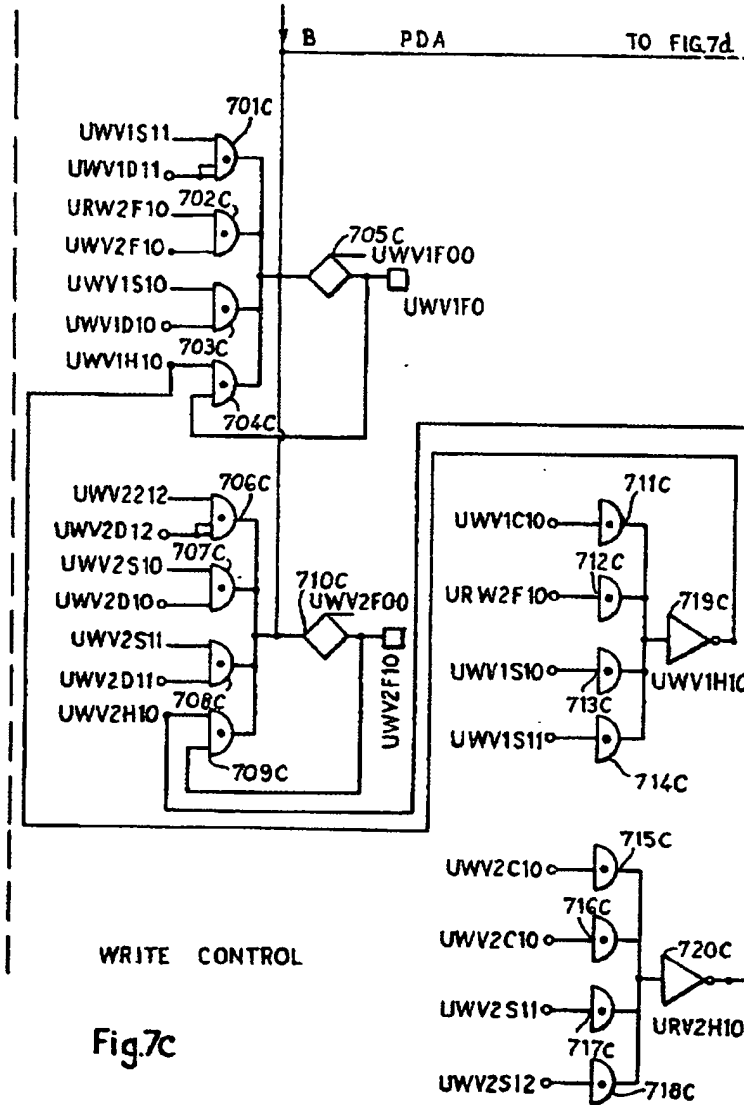 B PDA TO FIG.7d
701C
UWV1S11
UWV1D11
702C
URW2F10
UWV2F10
705C
UWV1F00
UWV1F0
UWV1S10
UWV1D10
703C
UWV1H10
704C
UWV2212
706C
UWV2D12
707C
UWV2S10
UWV2D10
710C
UWV2F00
UWV2F10
UWV2S11
UWV2D11
708C
UWV2H10
709C
711C
UWV1C10
712C
URW2F10
719C
UWV1H10
UWV1S10
713C
UWV1S11
714C
715C
UWV2C10
716C
UWV2C10
720C
URV2H10
UWV2S11
717C
UWV2S12
718C
WRITE CONTROL
Fig.7c